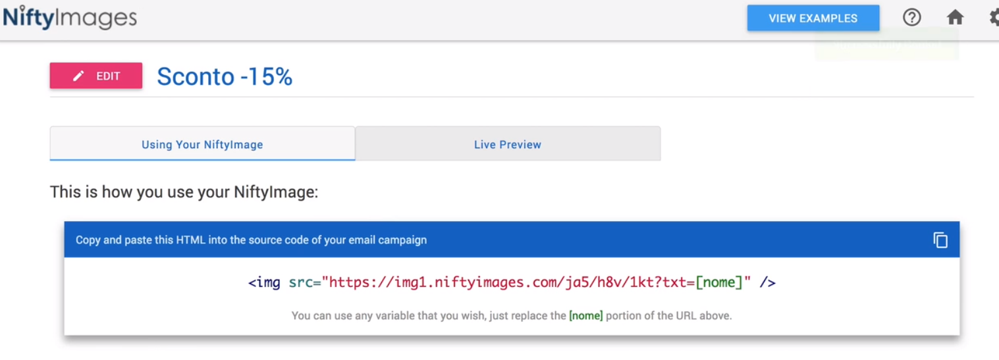 NiftyImages
VIEW EXAMPLES
EDIT
Sconto -15%
Using Your NiftyImage
Live Preview
This is how you use your NiftyImage:
Copy and paste this HTML into the source code of your email campaign
<img src="https://img1.niftyimages.com/ja5/h8v/1kt?txt=[nome]" />
You can use any variable that you wish, just replace the [nome] portion of the URL above.